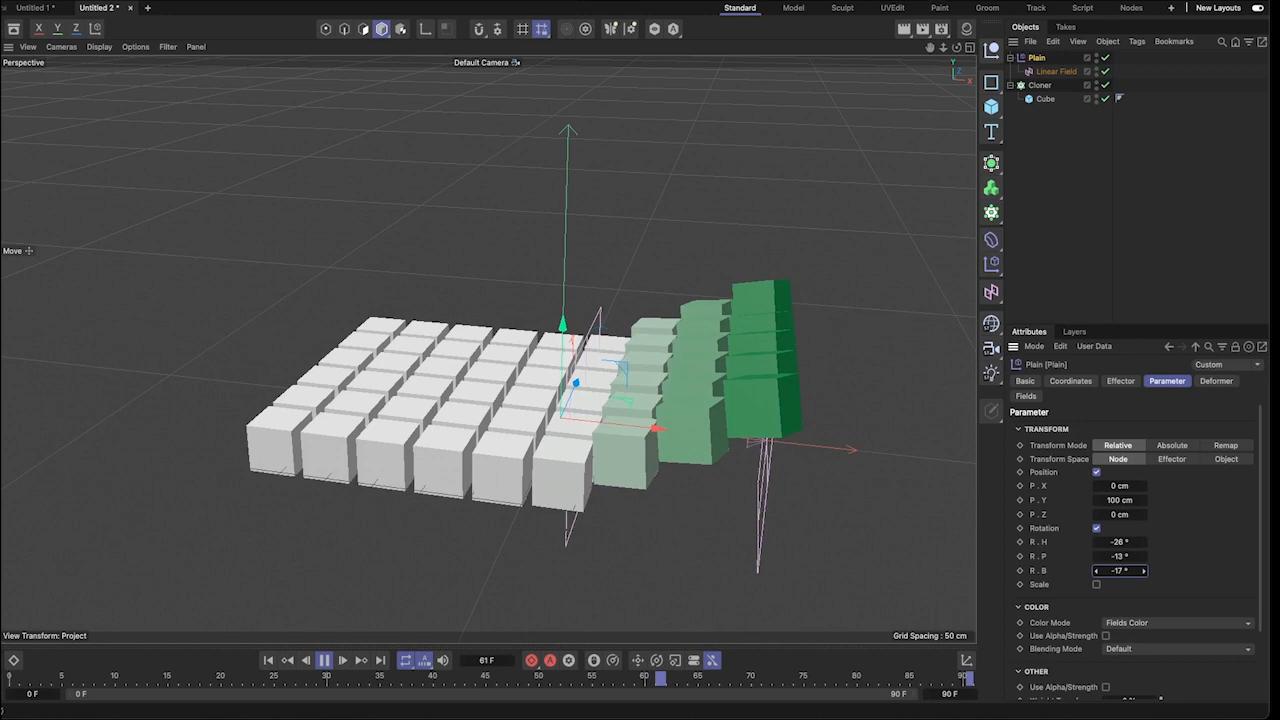 Untitled 1 *
Untitled 2 *
Standard
Model
Sculpt
UVEdit
Paint
Groom
Track
Script
Nodes
New Layouts
X
Y
Z
Objects
Takes
View
Cameras
Display
Options
Filter
Panel
File
Edit
View
Object
Tags
Bookmarks
Perspective
Default Camera
Y
Z
X
Plain
Linear Field
Cloner
Cube
Move
Attributes
Layers
Mode
Edit
User Data
Plain [Plain]
Custom
Basic
Coordinates
Effector
Parameter
Deformer
Fields
Parameter
TRANSFORM
Transform Mode
Relative
Absolute
Remap
Transform Space
Node
Effector
Object
Position
P . X
0 cm
P . Y
100 cm
P . Z
0 cm
Rotation
R . H
-26 °
R . P
-13 °
R . B
-17 °
Scale
COLOR
Color Mode
Fields Color
Use Alpha/Strength
Blending Mode
Default
OTHER
Use Alpha/Strength
View Transform: Project
Grid Spacing : 50 cm
61 F
0
5
10
15
20
25
30
35
40
45
50
55
60
65
70
75
80
85
90
0 F
0 F
90 F
90 F